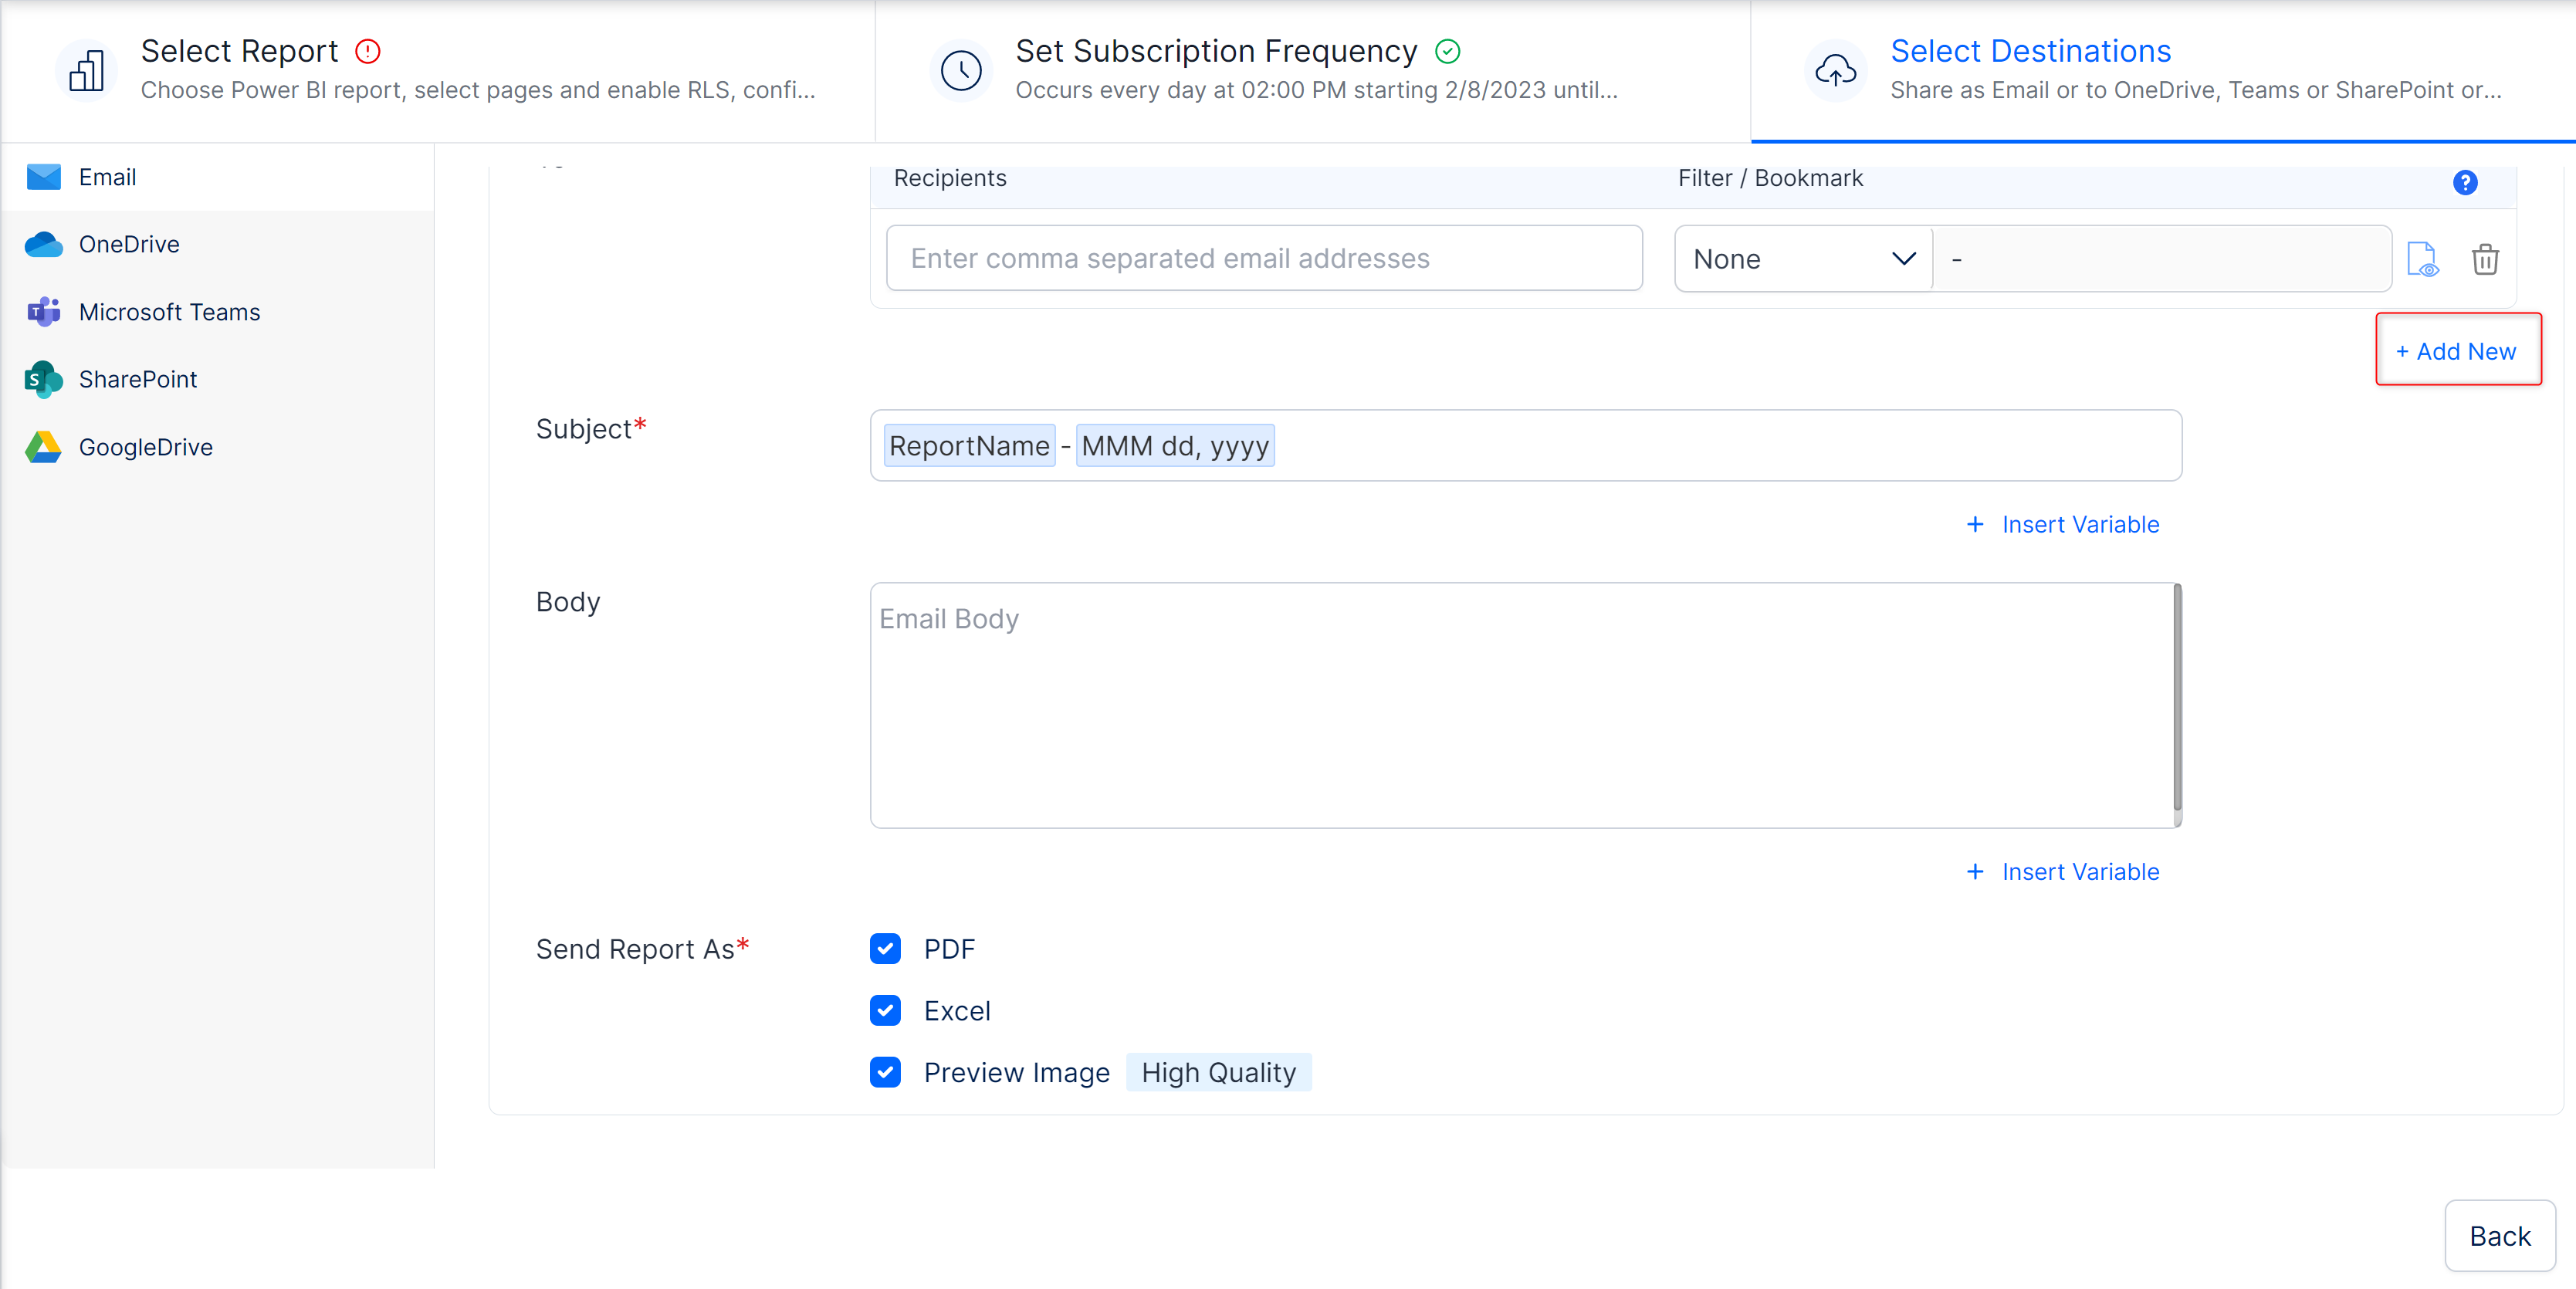 Select Report
Choose Power BI report, select pages and enable RLS, confi...
Set Subscription Frequency
Occurs every day at 02:00 PM starting 2/8/2023 until...
Select Destinations
Share as Email or to OneDrive, Teams or SharePoint or...
Email
OneDrive
Microsoft Teams
SharePoint
GoogleDrive
Recipients
Filter / Bookmark
?
Enter comma separated email addresses
None
-
+ Add New
Subject*
ReportName - MMM dd, yyyy
+ Insert Variable
Body
Email Body
+ Insert Variable
Send Report As*
PDF
Excel
Preview Image
High Quality
Back